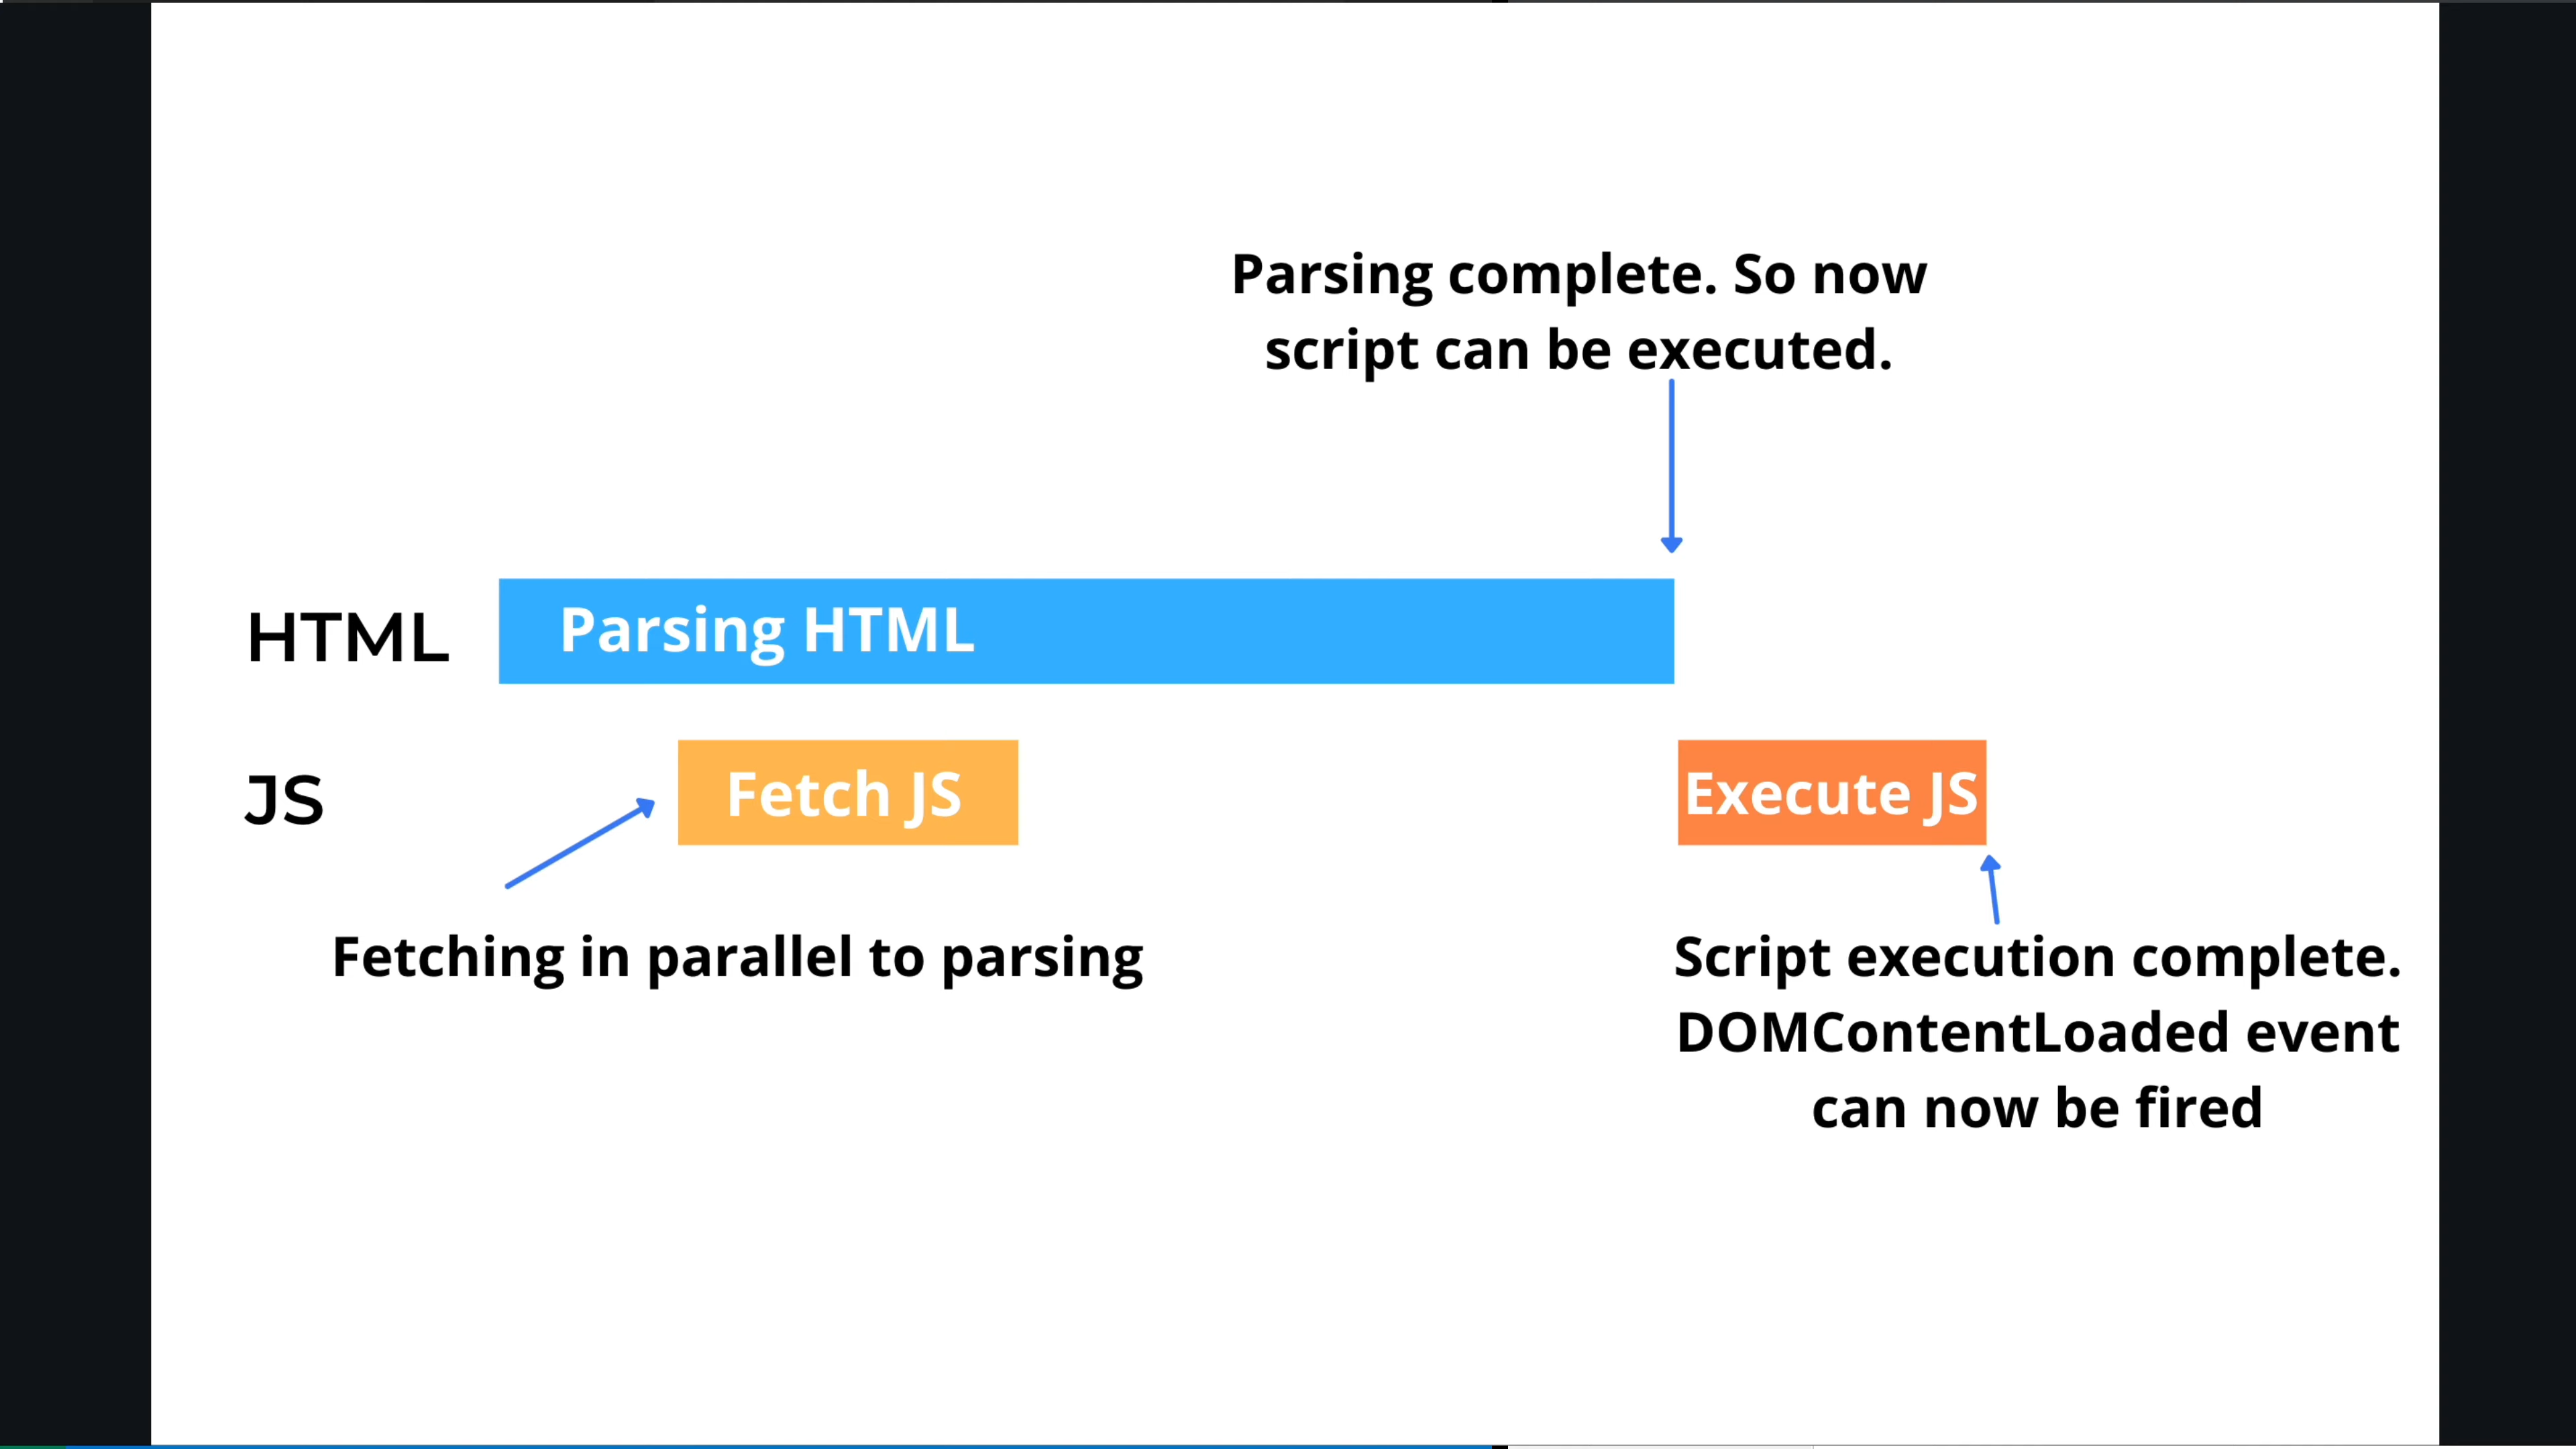 Parsing complete. So now
script can be executed.
HTML
Parsing HTML
JS
Fetch JS
Execute JS
Fetching in parallel to parsing
Script execution complete.
DOMContentLoaded event
can now be fired